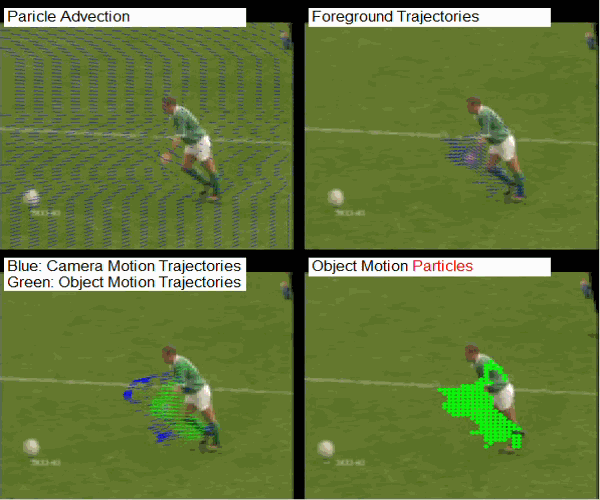 Paricle Advection
Foreground Trajectories
Blue: Camera Motion Trajectories
Green: Object Motion Trajectories
Object Motion Particles